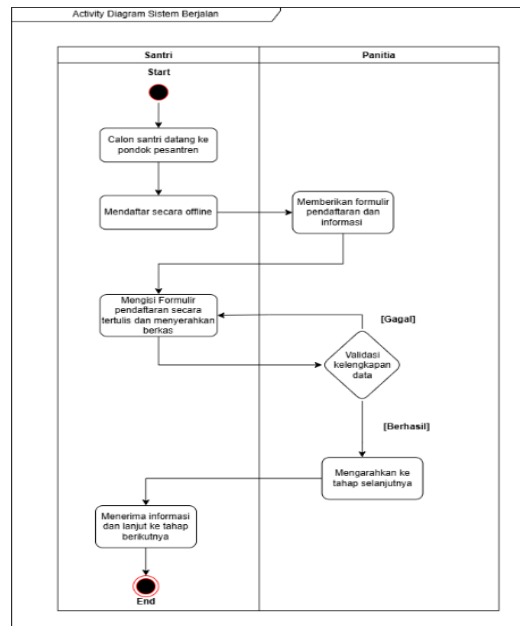 Activity Diagram Sistem Berjalan
Santri
Panitia
Start
Calon santri datang ke
pondok pesantren
Mendaftar secara offline
Memberikan formulir
pendaftaran dan
informasi
Mengisi Formulir
pendaftaran secara
tertulis dan menyerahkan
berkas
[Gagal]
Validasi
kelengkapan
data
[Berhasil]
Mengarahkan ke
tahap selanjutnya
Menerima informasi
dan lanjut ke tahap
berikutnya
End